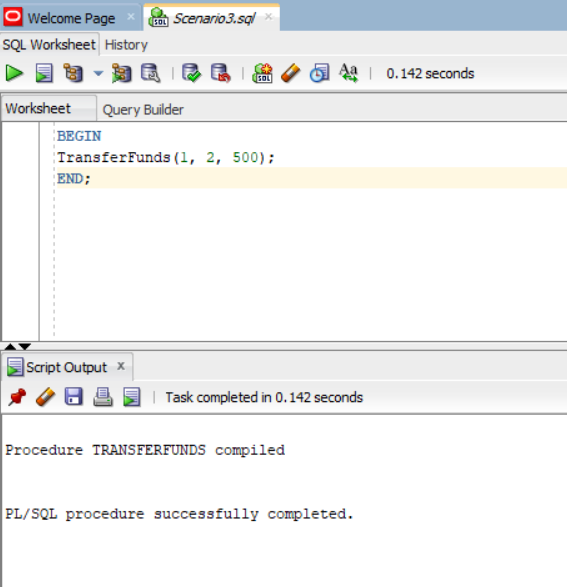 Welcome Page
Scenario3.sql
SQL Worksheet History
SQL
0.142 seconds
Worksheet Query Builder
BEGIN
TransferFunds(1, 2, 500);
END;
Script Output x
Task completed in 0.142 seconds
Procedure TRANSFERFUNDS compiled
PL/SQL procedure successfully completed.